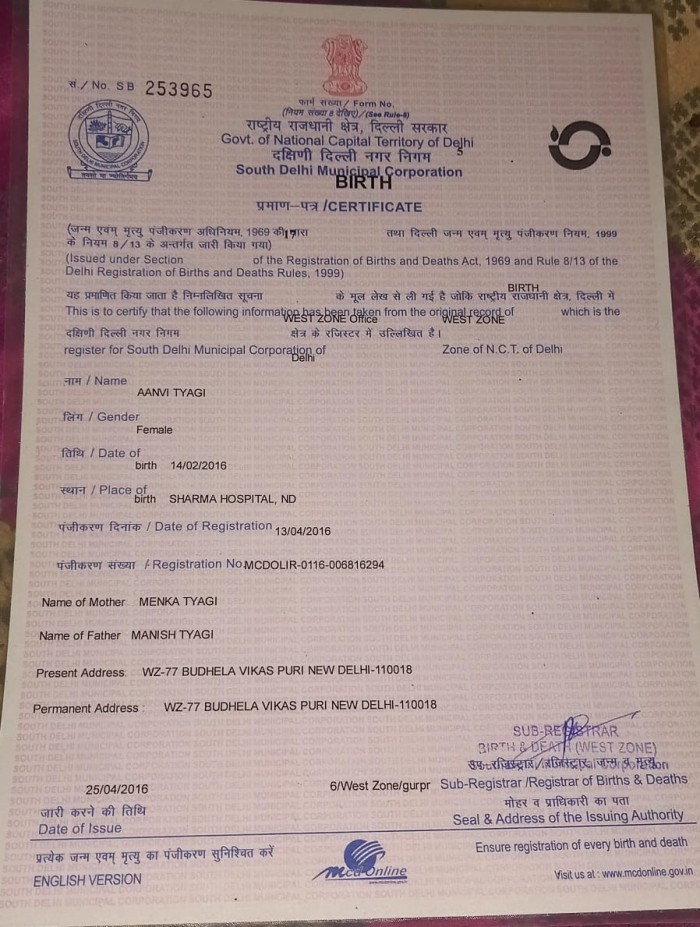 सं./ No. S B 253965
फार्म संख्या/ Form No.
(नियम संख्या 8 देखिए)/(See Rule-8)
राष्ट्रीय राजधानी क्षेत्र, दिल्ली सरकार
Govt. of National Capital Territory of Delhi
5
दक्षिणी दिल्ली नगर निगम
South Delhi Municipal Corporation
BIRTH
प्रमाण–पत्र /CERTIFICATE
(जन्म एवम् मृत्यु पंजीकरण अधिनियम, 1969 की धारा 17 तथा दिल्ली जन्म एवम् मृत्यु पंजीकरण नियम, 1999
के नियम 8/13 के अन्तर्गत जारी किया गया)
(Issued under Section of the Registration of Births and Deaths Act, 1969 and Rule 8/13 of the
Delhi Registration of Births and Deaths Rules, 1999)
BIRTH
यह प्रमाणित किया जाता है निम्नलिखित सूचना के मूल लेख से ली गई है जोकि राष्ट्रीय राजधानी क्षेत्र, दिल्ली में
This is to certify that the following information has been taken from the original record of which is the
WEST ZONE Office WEST ZONE
दक्षिणी दिल्ली नगर निगम क्षेत्र के रजिस्टर में उल्लिखित है।
register for South Delhi Municipal Corporation of Zone of N.C.T. of Delhi
Delhi
नाम / Name
AANVI TYAGI
लिंग / Gender
Female
तिथि / Date of
birth 14/02/2016
स्थान / Place of
birth SHARMA HOSPITAL, ND
पंजीकरण दिनांक / Date of Registration 13/04/2016
पंजीकरण संख्या / Registration No MCDOLIR-0116-006816294
Name of Mother MENKA TYAGI
Name of Father MANISH TYAGI
Present Address: WZ-77 BUDHELA VIKAS PURI NEW DELHI-110018
Permanent Address : WZ-77 BUDHELA VIKAS PURI NEW DELHI-110018
SUB-REGISTRAR
BIRTH & DEATH (WEST ZONE)
25/04/2016 6/West Zone/gurpr Sub-Registrar /Registrar of Births & Deaths
जारी करने की तिथि मोहर व प्राधिकारी का पता
Date of Issue Seal & Address of the Issuing Authority
प्रत्येक जन्म एवम् मृत्यु का पंजीकरण सुनिश्चित करें Ensure registration of every birth and death
ENGLISH VERSION mcdOnline Visit us at : www.mcdonline.gov.in